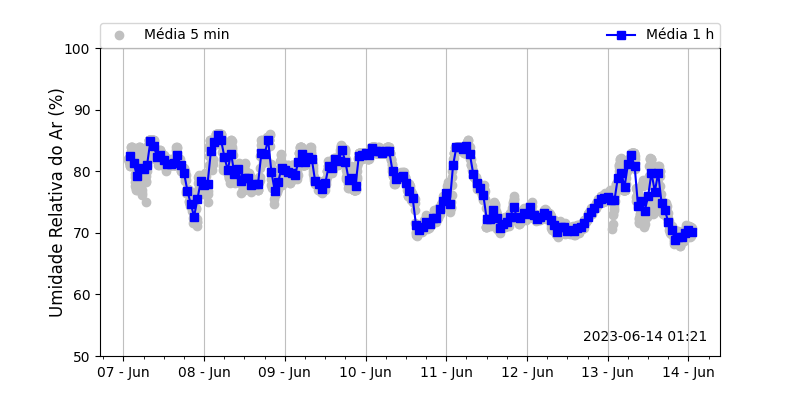 Média 5 min
Média 1 h
Umidade Relativa do Ar (%)
100
90
80
70
60
50
2023-06-14 01:21
07 - Jun
08 - Jun
09 - Jun
10 - Jun
11 - Jun
12 - Jun
13 - Jun
14 - Jun